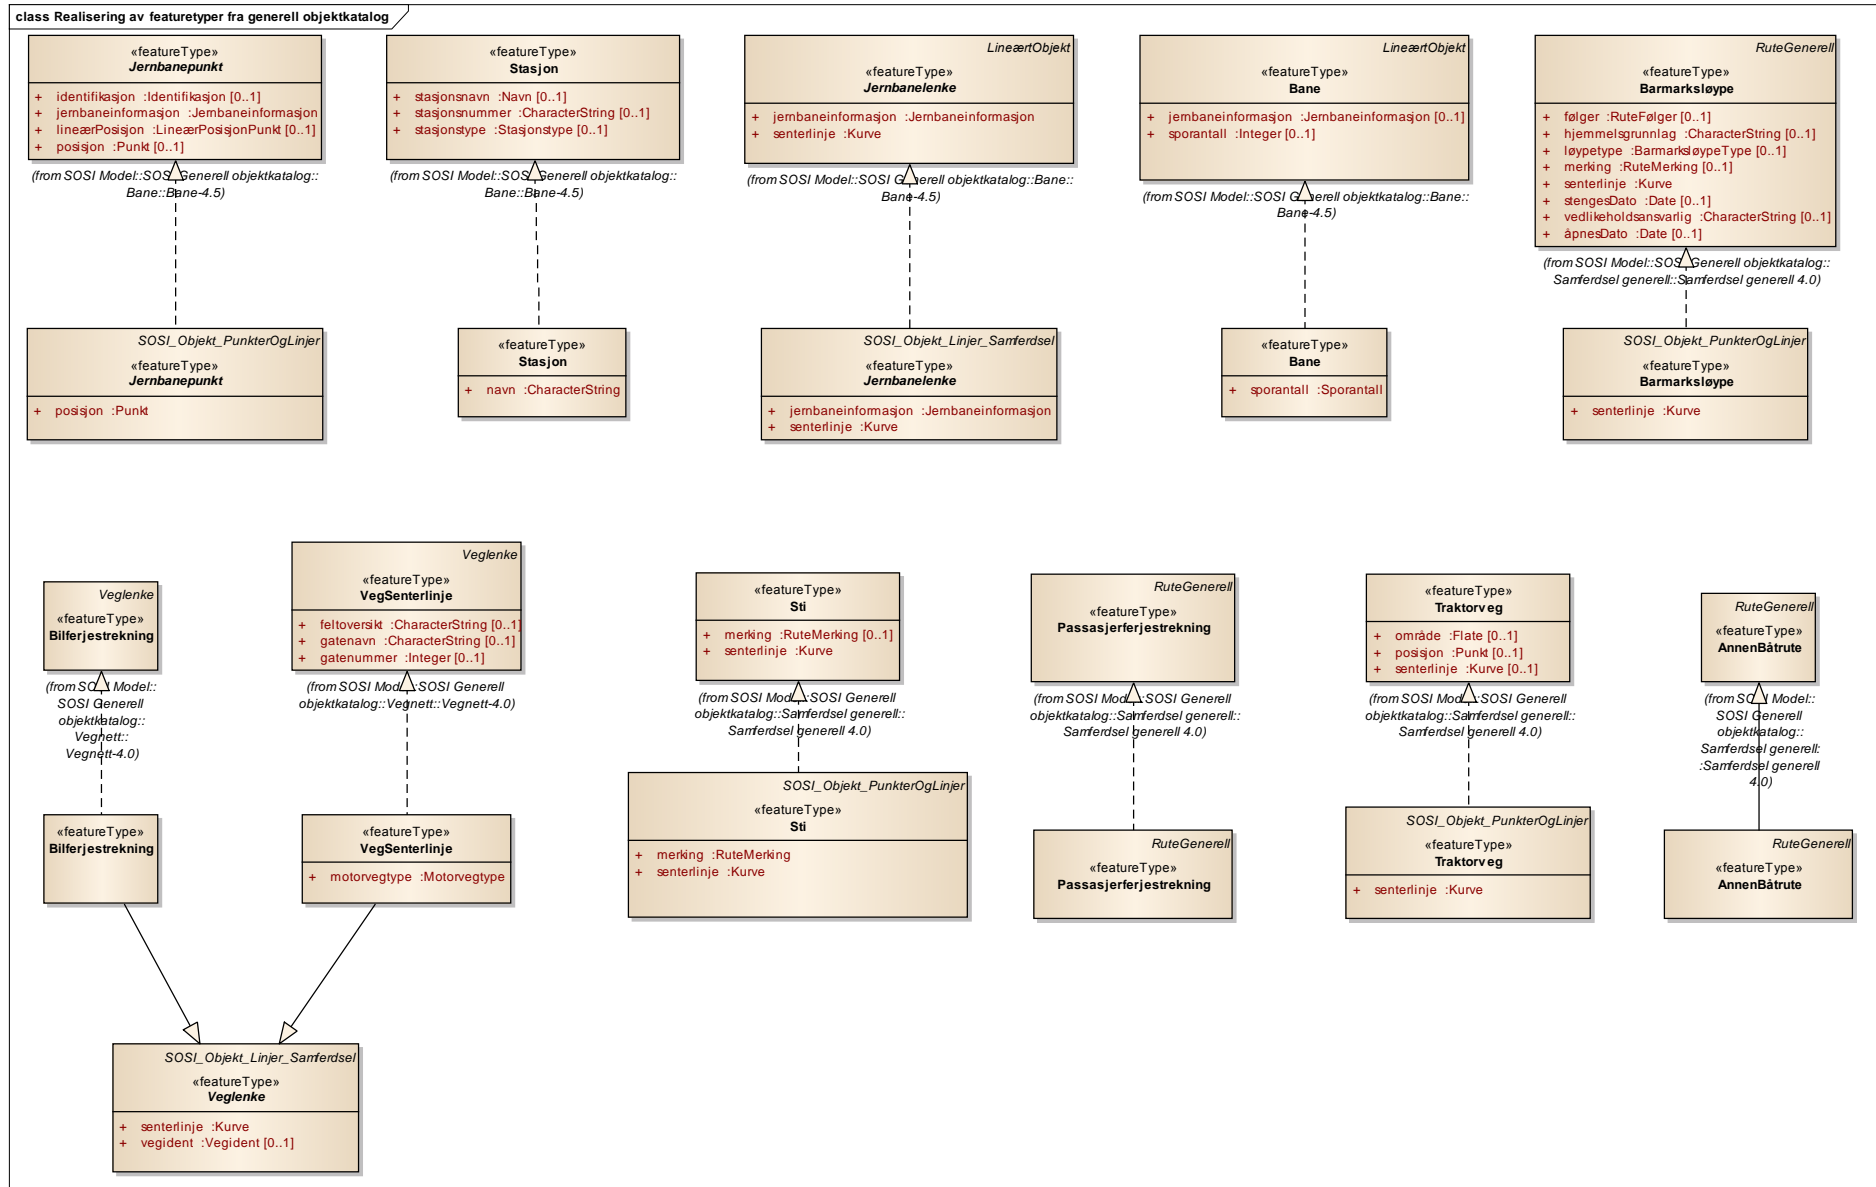 class Realisering av featuretyper fra generell objektkatalog
«featureType»
Jernbanepunkt
+ identifikasjon :Identifikasjon [0..1]
+ jernbaneinformasjon :Jernbaneinformasjon
+ lineærPosisjon :LineærPosisjonPunkt [0..1]
+ posisjon :Punkt [0..1]
(from SOSI Model::SOSI Generell objektkatalog::
Bane::Bane-4.5)
«featureType»
Stasjon
+ stasjonsnavn :Navn [0..1]
+ stasjonsnummer :CharacterString [0..1]
+ stasjonstype :Stasjonstype [0..1]
(from SOSI Model::SOSI Generell objektkatalog::
Bane::Bane-4.5)
LineærtObjekt
«featureType»
Jernbanelenke
+ jernbaneinformasjon :Jernbaneinformasjon
+ senterlinje :Kurve
(from SOSI Model::SOSI Generell objektkatalog::Bane::
Bane-4.5)
LineærtObjekt
«featureType»
Bane
+ jernbaneinformasjon :Jernbaneinformasjon [0..1]
+ sporantall :Integer [0..1]
(from SOSI Model::SOSI Generell objektkatalog::Bane::
Bane-4.5)
RuteGenerell
«featureType»
Barmarksløype
+ følger :RuteFølger [0..1]
+ hjemmelsgrunnlag :CharacterString [0..1]
+ løypetype :BarmarksløypeType [0..1]
+ merking :RuteMerking [0..1]
+ senterlinje :Kurve
+ stengesDato :Date [0..1]
+ vedlikeholdsansvarlig :CharacterString [0..1]
+ åpnesDato :Date [0..1]
(from SOSI Model::SOSI Generell objektkatalog::
Samferdsel generell::Samferdsel generell 4.0)
SOSI_Objekt_PunkterOgLinjer
«featureType»
Jernbanepunkt
+ posisjon :Punkt
«featureType»
Stasjon
+ navn :CharacterString
SOSI_Objekt_Linjer_Samferdsel
«featureType»
Jernbanelenke
+ jernbaneinformasjon :Jernbaneinformasjon
+ senterlinje :Kurve
«featureType»
Bane
+ sporantall :Sporantall
SOSI_Objekt_PunkterOgLinjer
«featureType»
Barmarksløype
+ senterlinje :Kurve
Veglenke
«featureType»
Bilferjestrekning
(from SOSI Model::
SOSI Generell
objektkatalog::
Vegnett::
Vegnett-4.0)
Veglenke
«featureType»
VegSenterlinje
+ feltoversikt :CharacterString [0..1]
+ gatenavn :CharacterString [0..1]
+ gatenummer :Integer [0..1]
(from SOSI Model::SOSI Generell
objektkatalog::Vegnett::Vegnett-4.0)
«featureType»
Sti
+ merking :RuteMerking [0..1]
+ senterlinje :Kurve
(from SOSI Model::SOSI Generell
objektkatalog::Samferdsel generell::
Samferdsel generell 4.0)
RuteGenerell
«featureType»
Passasjerferjestrekning
(from SOSI Model::SOSI Generell
objektkatalog::Samferdsel generell::
Samferdsel generell 4.0)
«featureType»
Traktorveg
+ område :Flate [0..1]
+ posisjon :Punkt [0..1]
+ senterlinje :Kurve [0..1]
(from SOSI Model::SOSI Generell
objektkatalog::Samferdsel generell::
Samferdsel generell 4.0)
RuteGenerell
«featureType»
AnnenBåtrute
(from SOSI Model::
SOSI Generell
objektkatalog::
Samferdsel generell:
:Samferdsel generell
4.0)
«featureType»
Bilferjestrekning
«featureType»
VegSenterlinje
+ motorvegtype :Motorvegtype
SOSI_Objekt_PunkterOgLinjer
«featureType»
Sti
+ merking :RuteMerking
+ senterlinje :Kurve
RuteGenerell
«featureType»
Passasjerferjestrekning
SOSI_Objekt_PunkterOgLinjer
«featureType»
Traktorveg
+ senterlinje :Kurve
RuteGenerell
«featureType»
AnnenBåtrute
SOSI_Objekt_Linjer_Samferdsel
«featureType»
Veglenke
+ senterlinje :Kurve
+ vegident :Vegident [0..1]